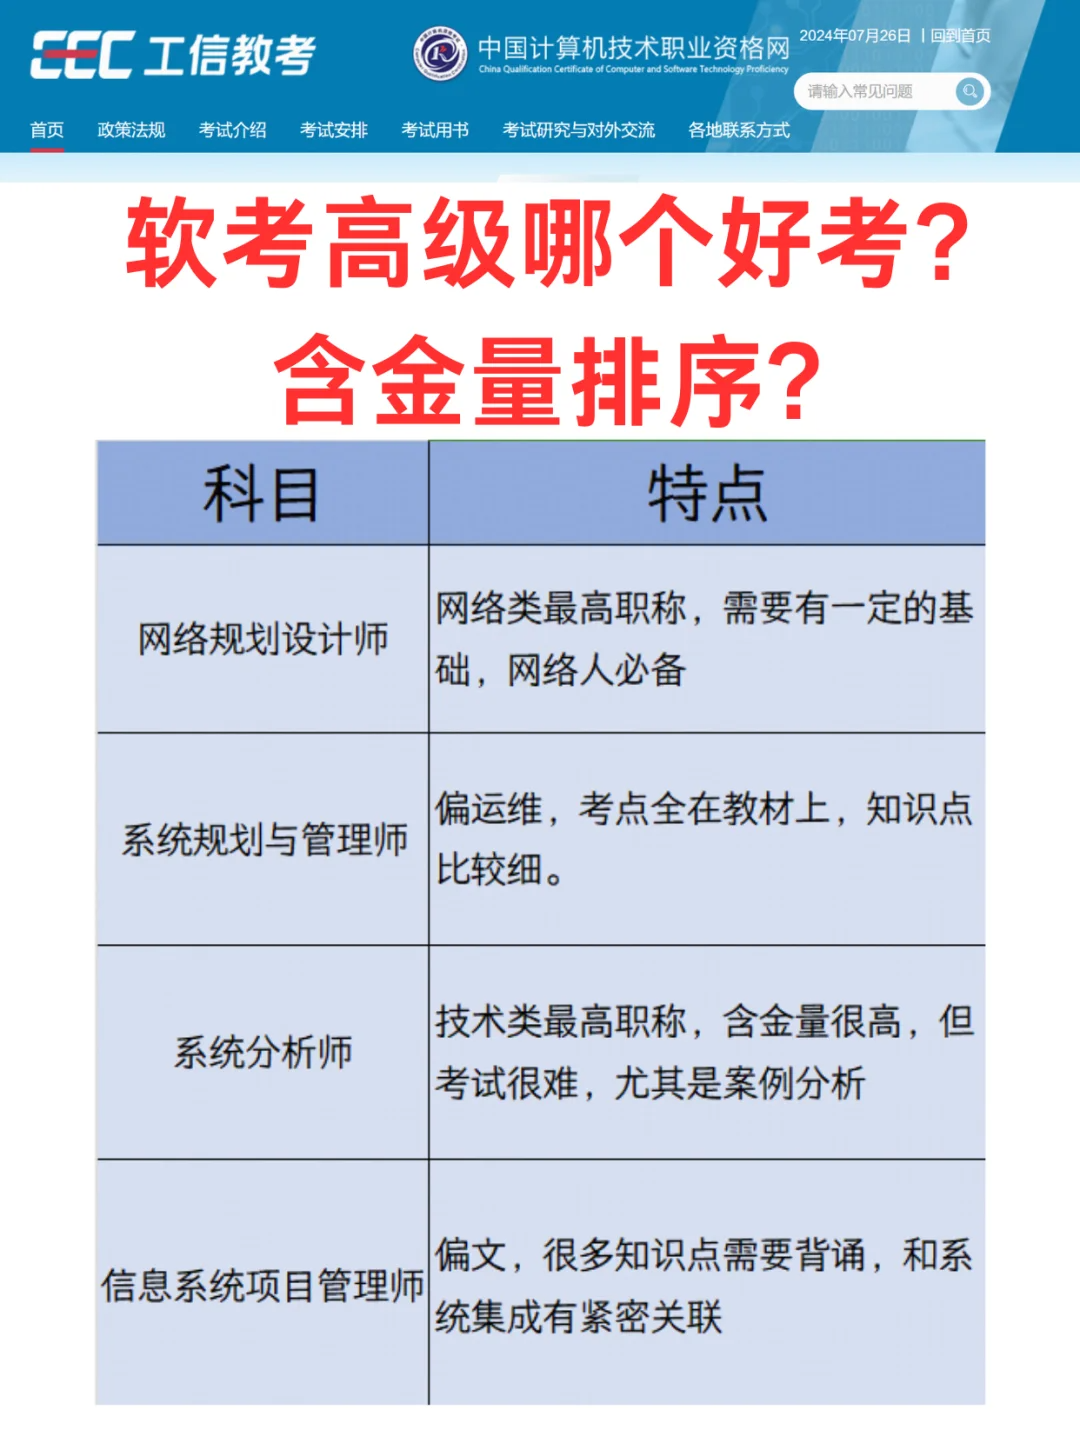 EEC 工信教考
中国计算机技术职业资格网
China Qualification Certificate of Computer and Software Technology Proficiency
2024年07月26日 | 回到首页
请输入常见问题
首页 政策法规 考试介绍 考试安排 考试用书 考试研究与对外交流 各地联系方式
软考高级哪个好考?
含金量排序?
科目 特点
网络规划设计师
网络类最高职称，需要有一定的基
础，网络人必备
系统规划与管理师
偏运维，考点全在教材上，知识点
比较细。
系统分析师
技术类最高职称，含金量很高，但
考试很难，尤其是案例分析
信息系统项目管理师
偏文，很多知识点需要背诵，和系
统集成有紧密关联